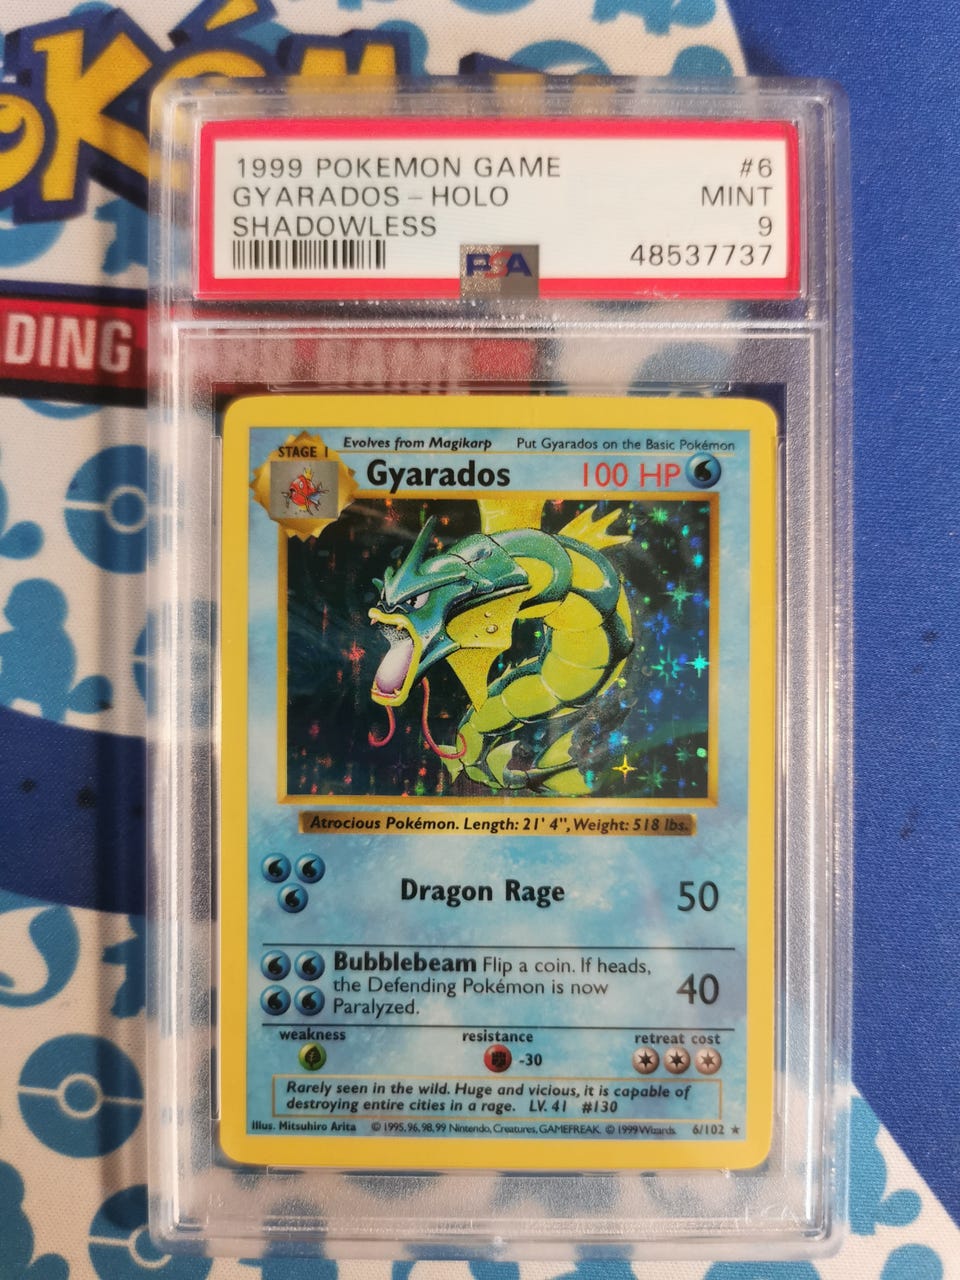 POKéM
1999 POKEMON GAME #6
GYARADOS - HOLO MINT
SHADOWLESS 9
48537737
PSA
DING
Evolves from Magikarp Put Gyarados on the Basic Pokémon
STAGE 1
Gyarados 100 HP
Atrocious Pokémon. Length: 21' 4", Weight: 518 lbs.
Dragon Rage 50
Bubblebeam Flip a coin. If heads,
the Defending Pokémon is now 40
Paralyzed.
weakness resistance retreat cost
-30
Rarely seen in the wild. Huge and vicious, it is capable of
destroying entire cities in a rage. LV. 41 #130
Illus. Mitsuhiro Arita © 1995, 96, 98, 99 Nintendo, Creatures, GAMEFREAK. © 1999 Wizards. 6/102